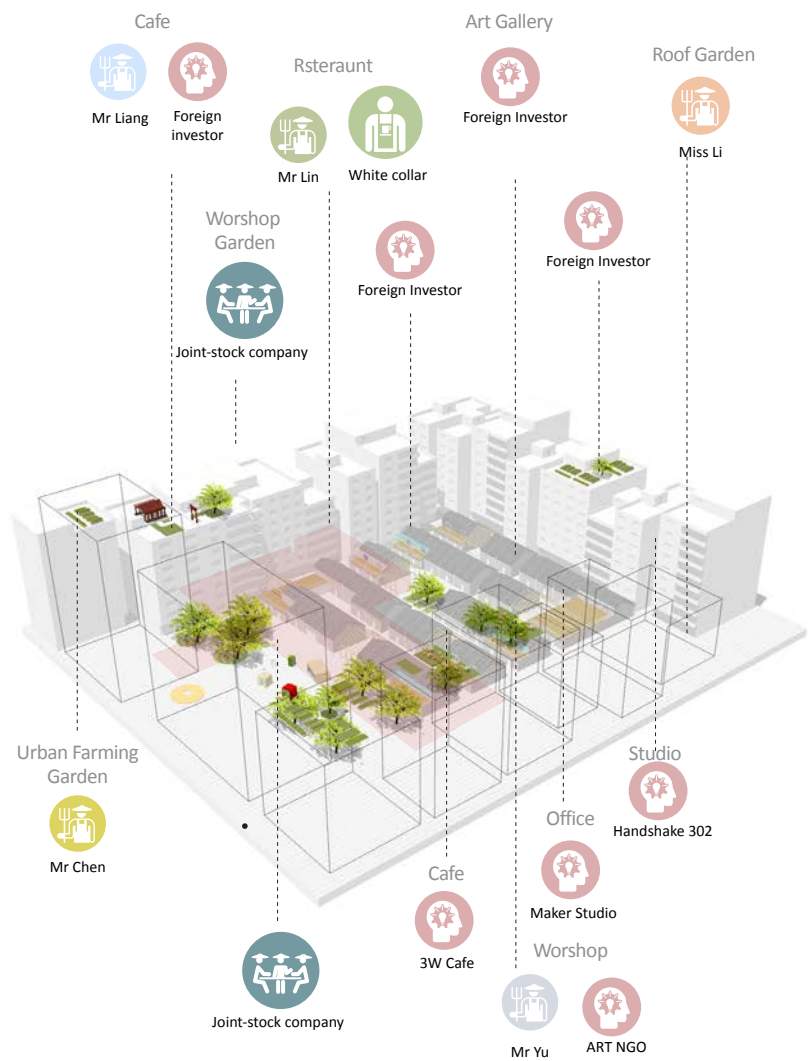 Cafe
Mr Liang
Foreign
investor
Rsteraunt
Mr Lin
White collar
Art Gallery
Foreign Investor
Roof Garden
Miss Li
Worshop
Garden
Joint-stock company
Foreign Investor
Foreign Investor
Urban Farming
Garden
Mr Chen
Joint-stock company
Cafe
3W Cafe
Studio
Handshake 302
Office
Maker Studio
Worshop
Mr Yu
ART NGO